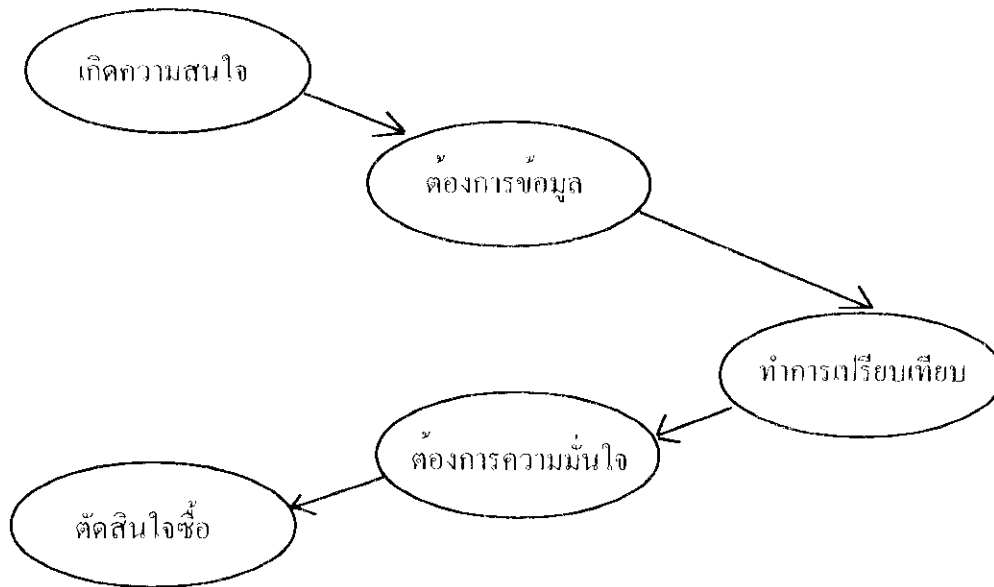 เกิดความสนใจ
ต้องการข้อมูล
ทำการเปรียบเทียบ
ต้องการความมั่นใจ
ตัดสินใจซื้อ